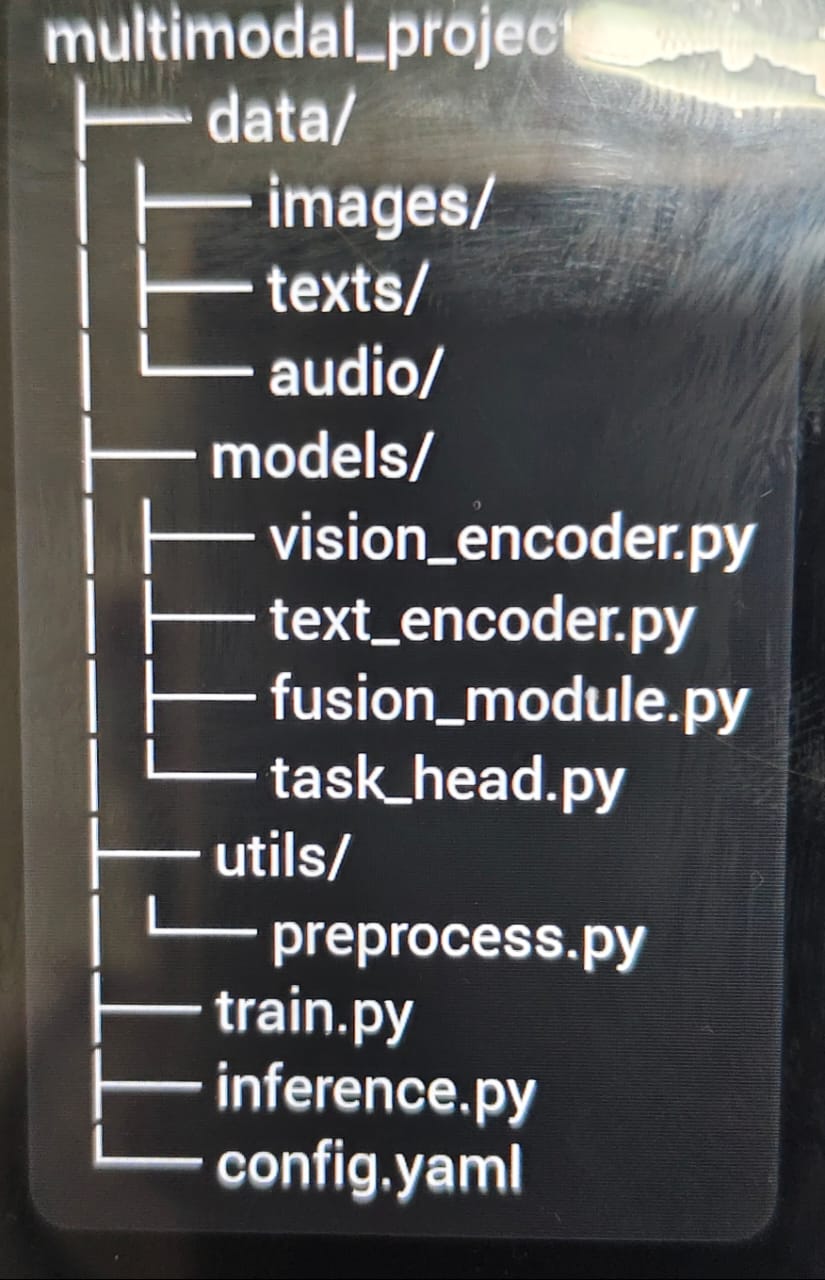 multimodal_projec
├── data/
│   ├── images/
│   ├── texts/
│   └── audio/
├── models/
│   ├── vision_encoder.py
│   ├── text_encoder.py
│   ├── fusion_module.py
│   └── task_head.py
├── utils/
│   └── preprocess.py
├── train.py
├── inference.py
└── config.yaml